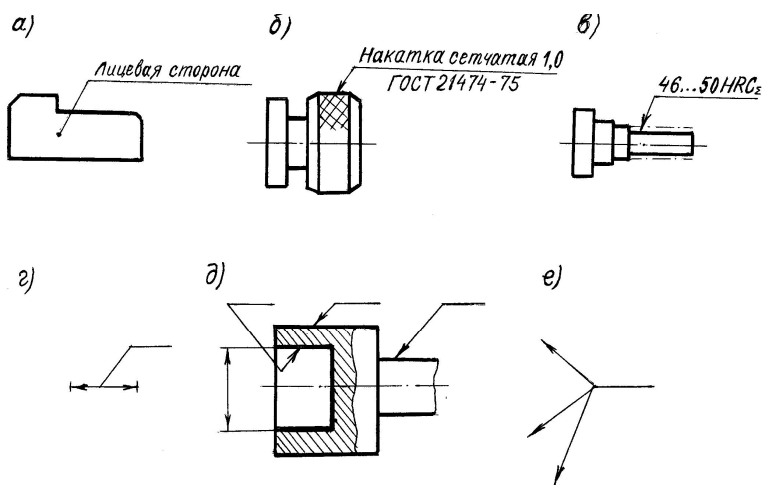 а)
б)
в)
Лицевая сторона
Накатка сетчатая 1,0
ГОСТ 21474-75
46...50 HRCэ
г)
д)
е)